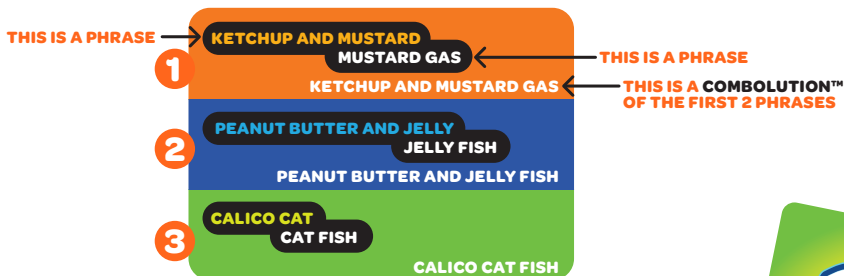 THIS IS A PHRASE
1
KETCHUP AND MUSTARD
MUSTARD GAS
THIS IS A PHRASE
KETCHUP AND MUSTARD GAS
THIS IS A COMBOLUTION™
OF THE FIRST 2 PHRASES
2
PEANUT BUTTER AND JELLY
JELLY FISH
PEANUT BUTTER AND JELLY FISH
3
CALICO CAT
CAT FISH
CALICO CAT FISH